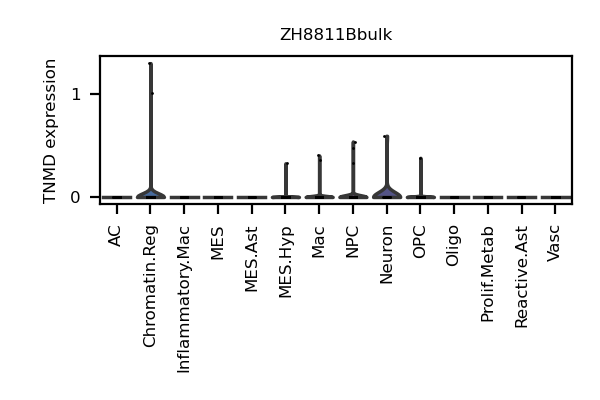 ZH8811Bbulk
TNMD expression
1
0
AC
Chromatin.Reg
Inflammatory.Mac
MES
MES.Ast
MES.Hyp
Mac
NPC
Neuron
OPC
Oligo
Prolif.Metab
Reactive.Ast
Vasc